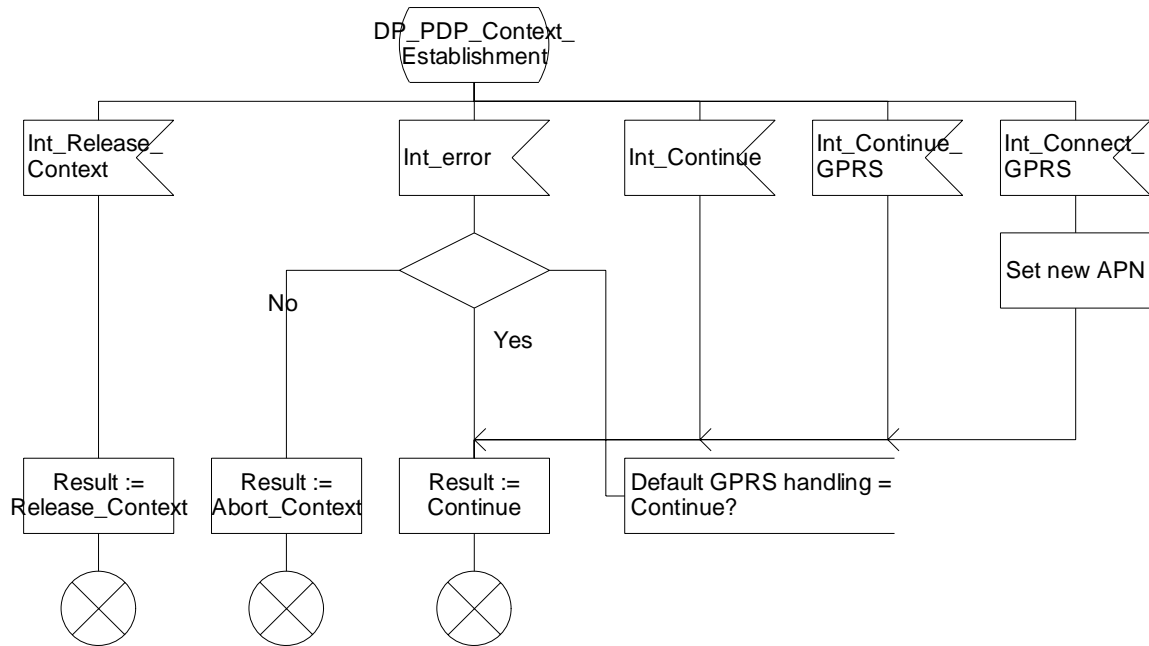 DP_PDP_Context_
Establishment
Int_Release_
Context
Int_error
Int_Continue
Int_Continue_
GPRS
Int_Connect_
GPRS
Set new APN
No
Yes
Result :=
Release_Context
Result :=
Abort_Context
Result :=
Continue
Default GPRS handling =
Continue?